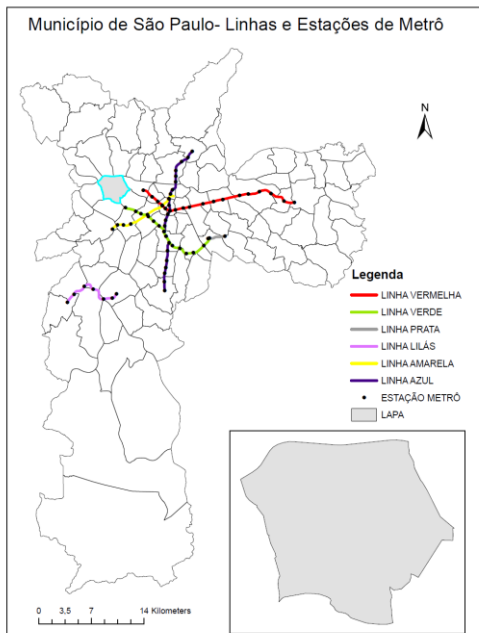 Município de São Paulo- Linhas e Estações de Metrô
N
Legenda
LINHA VERMELHA
LINHA VERDE
LINHA PRATA
LINHA LILÁS
LINHA AMARELA
LINHA AZUL
ESTAÇÃO METRÔ
LAPA
0 3,5 7 14 Kilometers